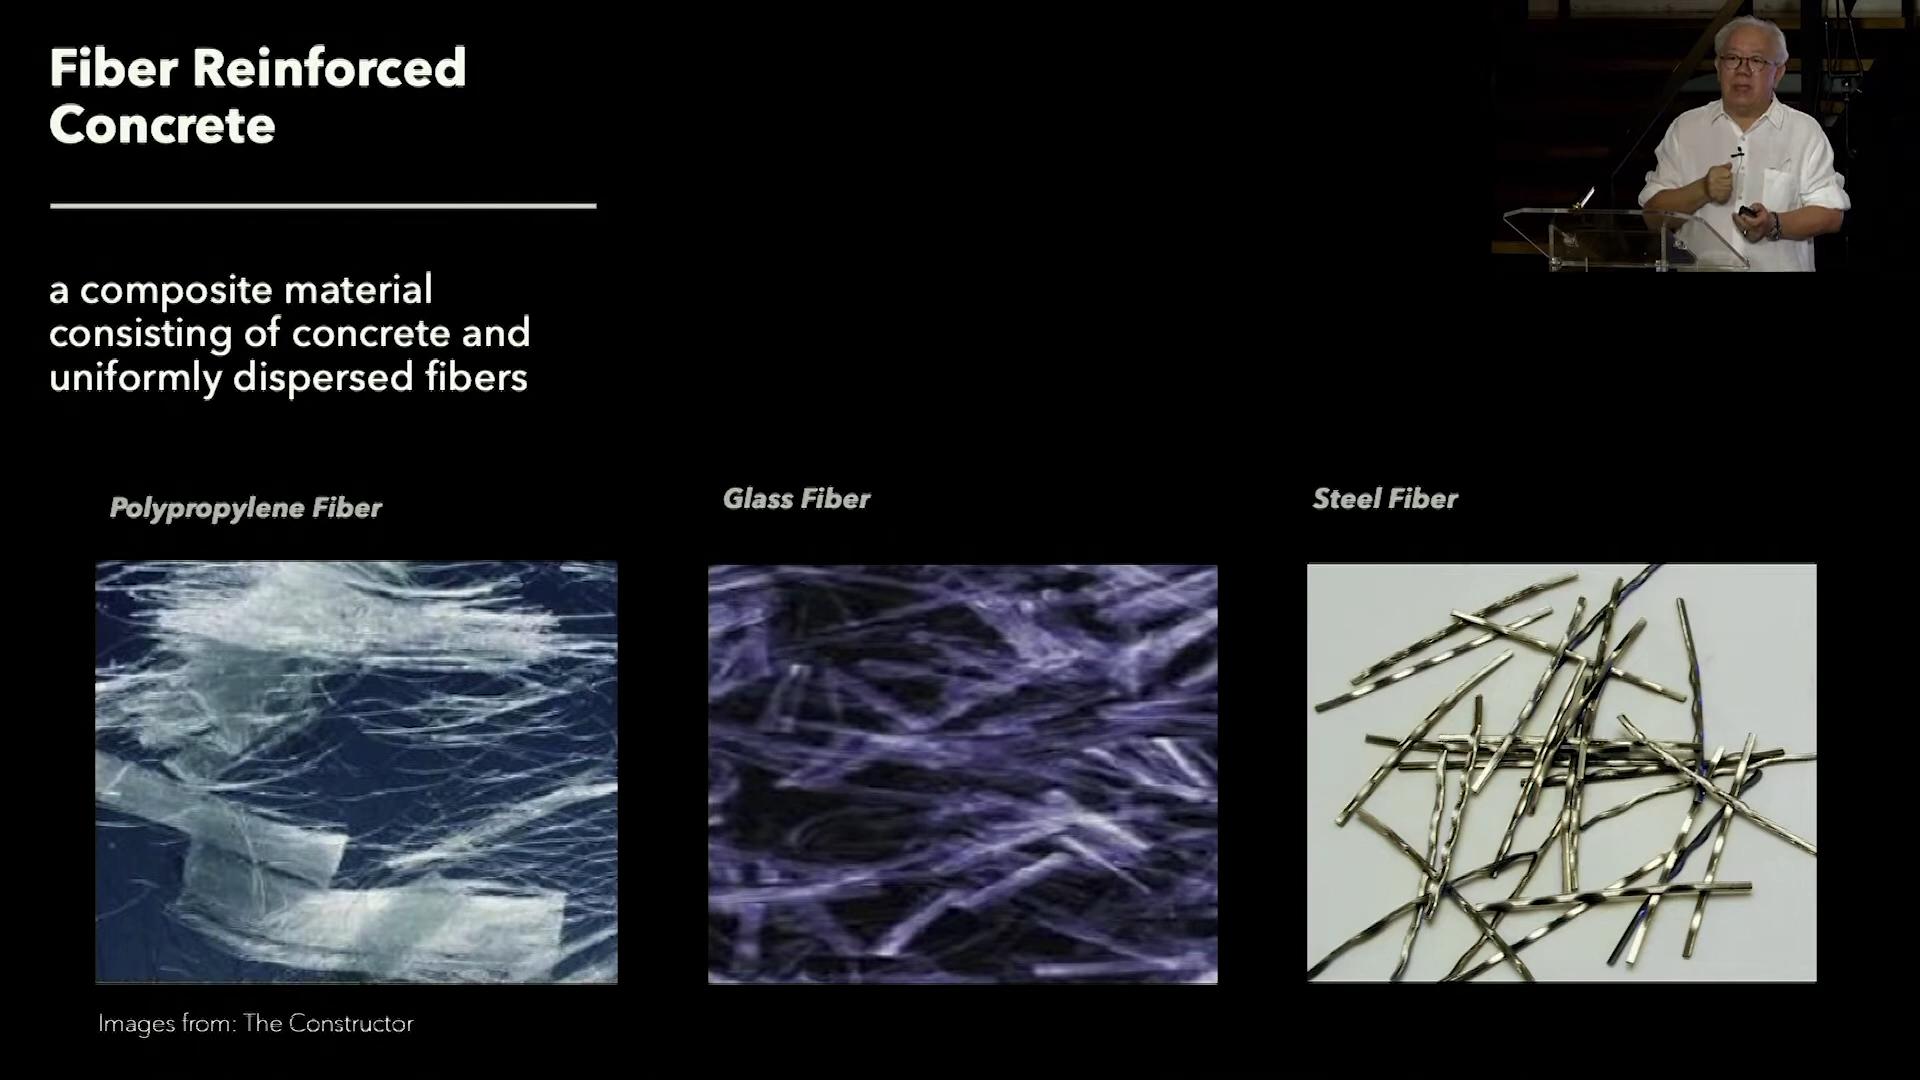 Fiber Reinforced
Concrete
a composite material
consisting of concrete and
uniformly dispersed fibers
Polypropylene Fiber
Glass Fiber
Steel Fiber
Images from: The Constructor